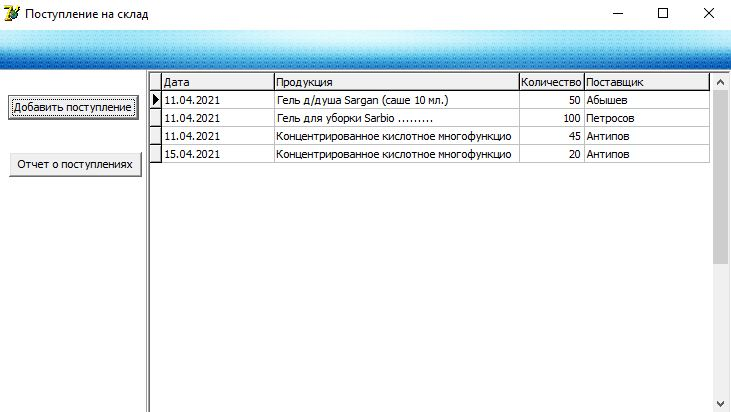 Поступление на склад
Дата Продукция Количество Поставщик
Добавить поступление
11.04.2021 Гель д/душа Sargan (саше 10 мл.) 50 Абышев
11.04.2021 Гель для уборки Sarbio ......... 100 Петросов
11.04.2021 Концентрированное кислотное многофункцио 45 Антипов
15.04.2021 Концентрированное кислотное многофункцио 20 Антипов
Отчет о поступлениях